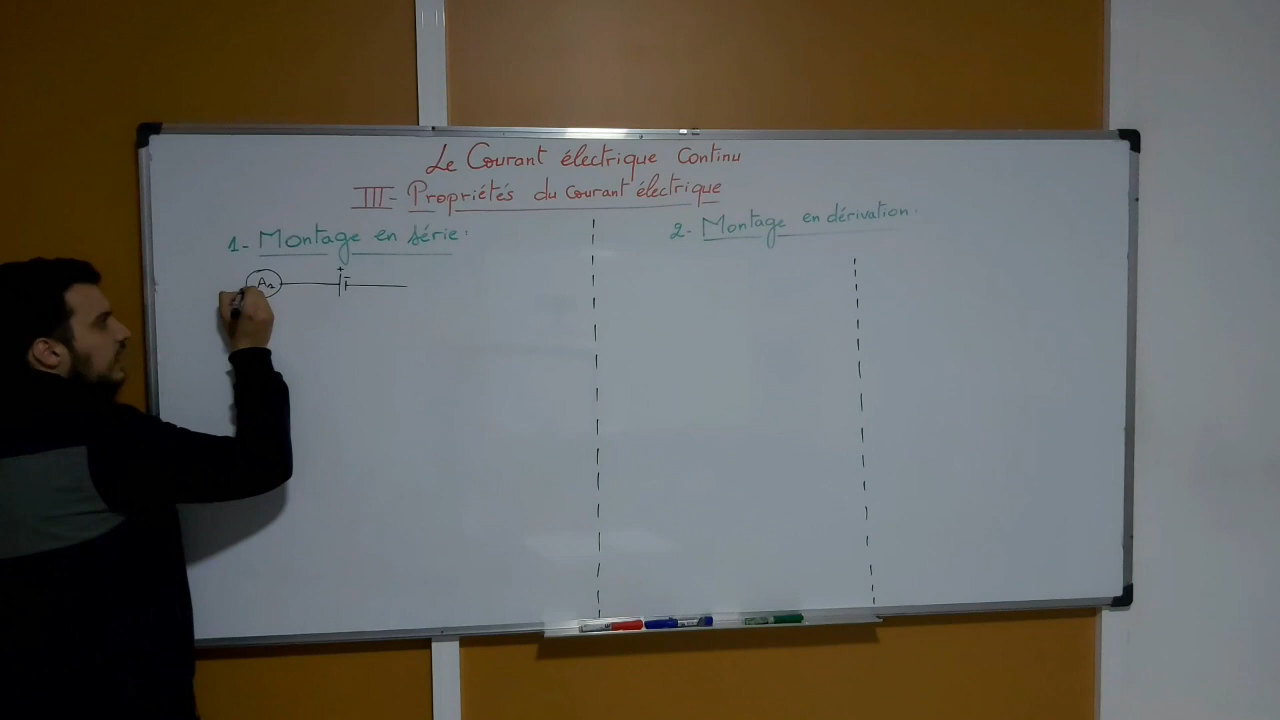 Le Courant électrique Continu
III- Propriétés du courant électrique
1- Montage en série.
2- Montage en dérivation.
A1
+ -